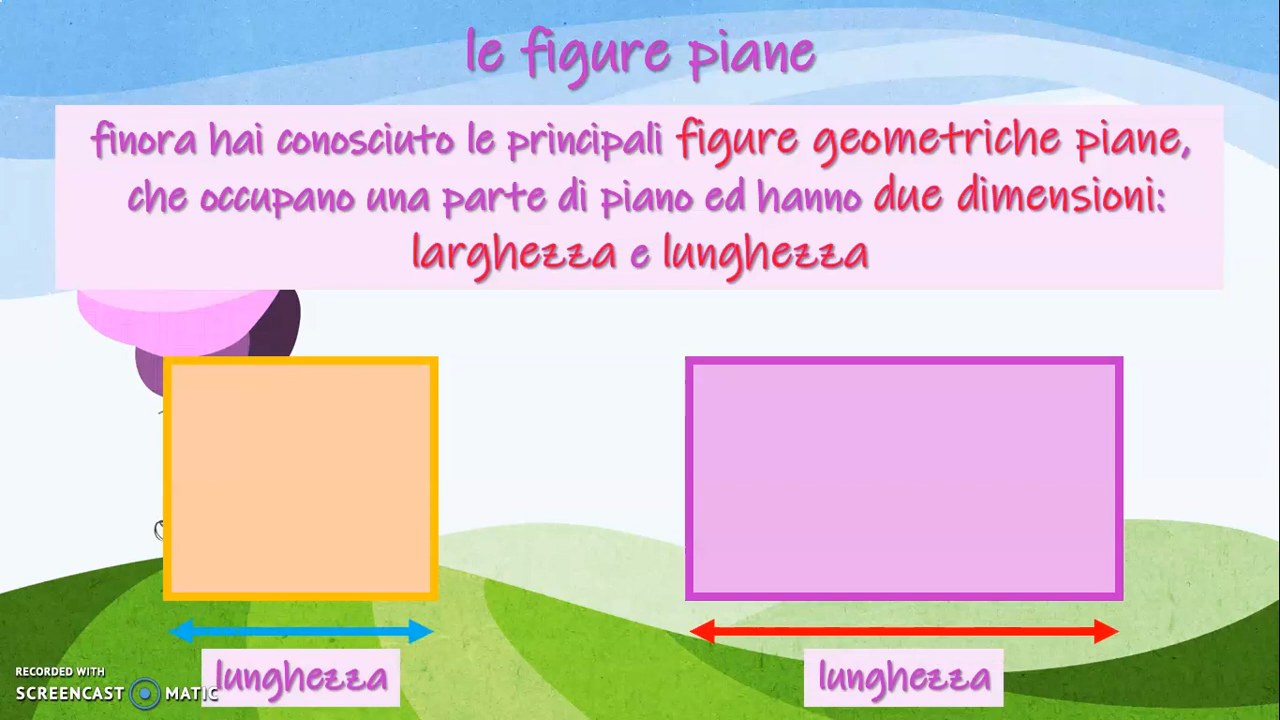 le figure piane
finora hai conosciuto le principali figure geometriche piane,
che occupano una parte di piano ed hanno due dimensioni:
larghezza e lunghezza
lunghezza
lunghezza
RECORDED WITH
SCREENCAST MATIC